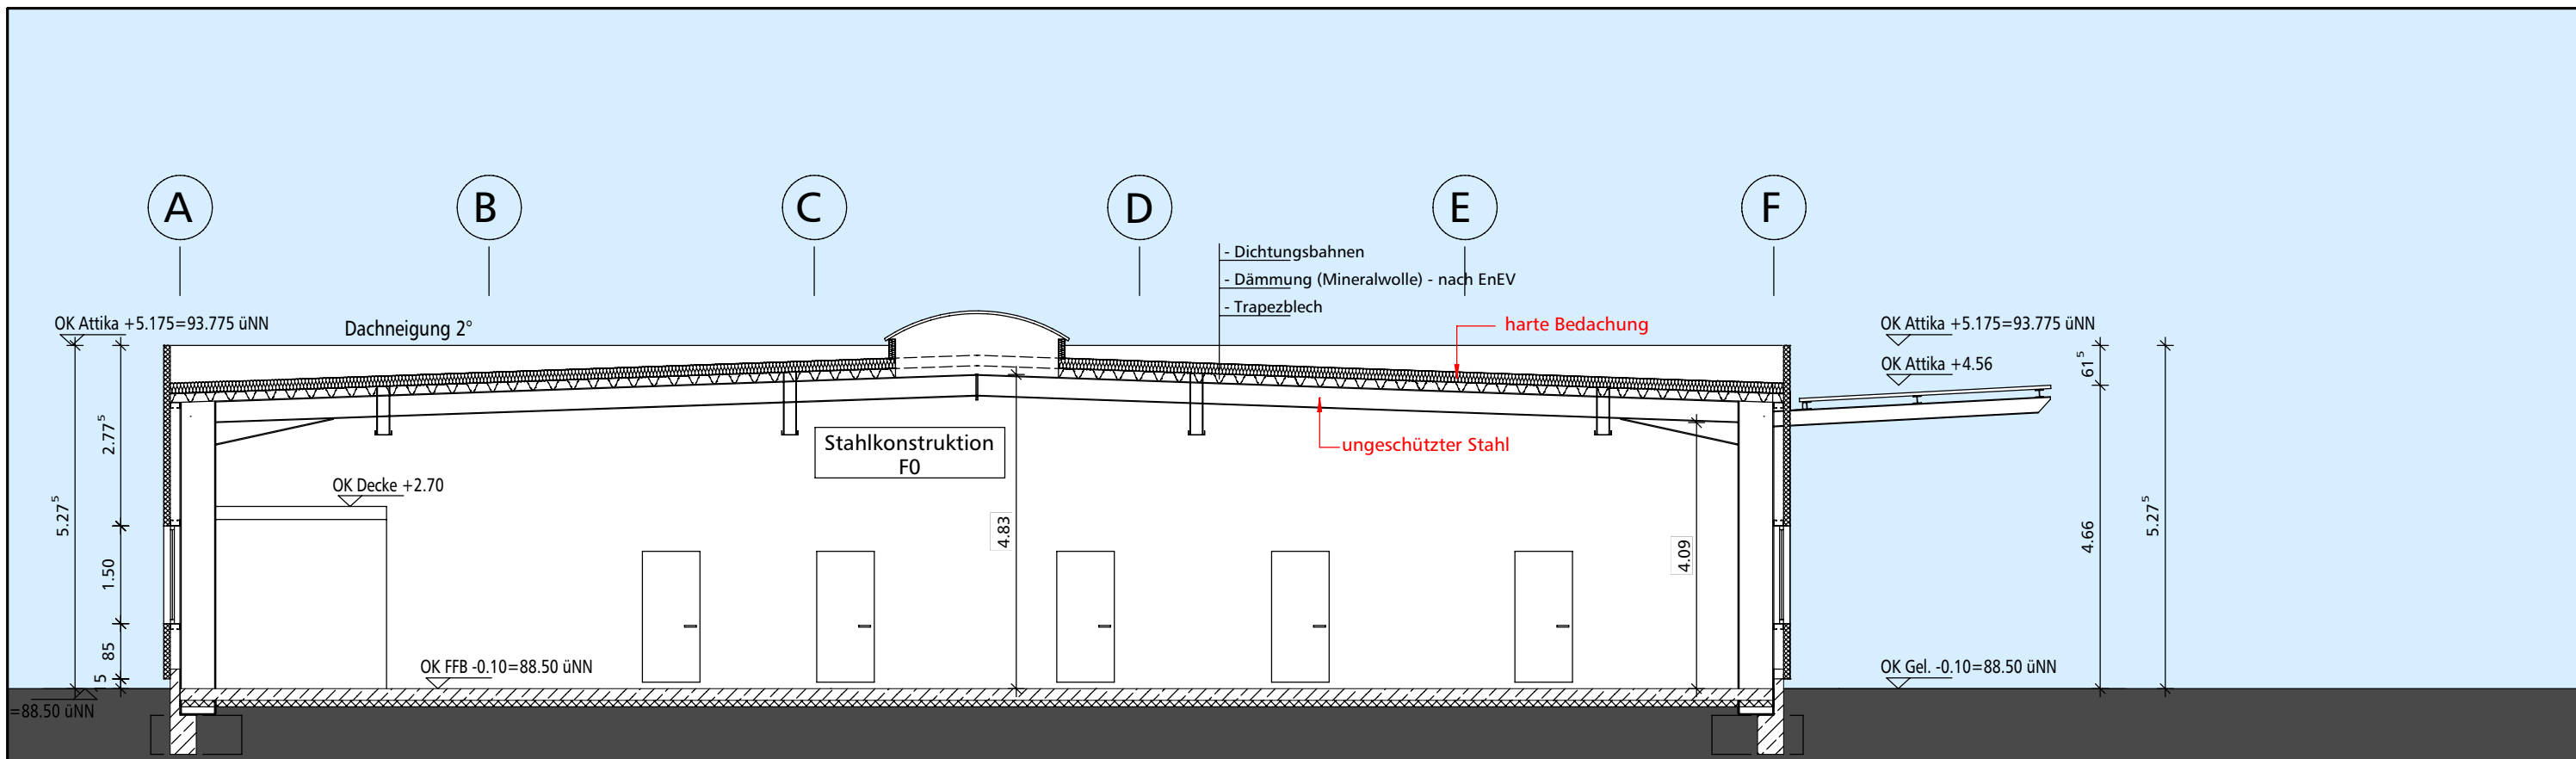 A B C D E F
- Dichtungsbahnen
- Dämmung (Mineralwolle) - nach EnEV
- Trapezblech
OK Attika +5.175=93.775 üNN
Dachneigung 2°
harte Bedachung
OK Attika +5.175=93.775 üNN
OK Attika +4.56
61⁵
2.77⁵
Stahlkonstruktion
F0
ungeschützter Stahl
OK Decke +2.70
5.27⁵
4.83
4.09
4.66
5.27⁵
1.50
85
15
OK FFB -0.10=88.50 üNN
OK Gel. -0.10=88.50 üNN
=88.50 üNN